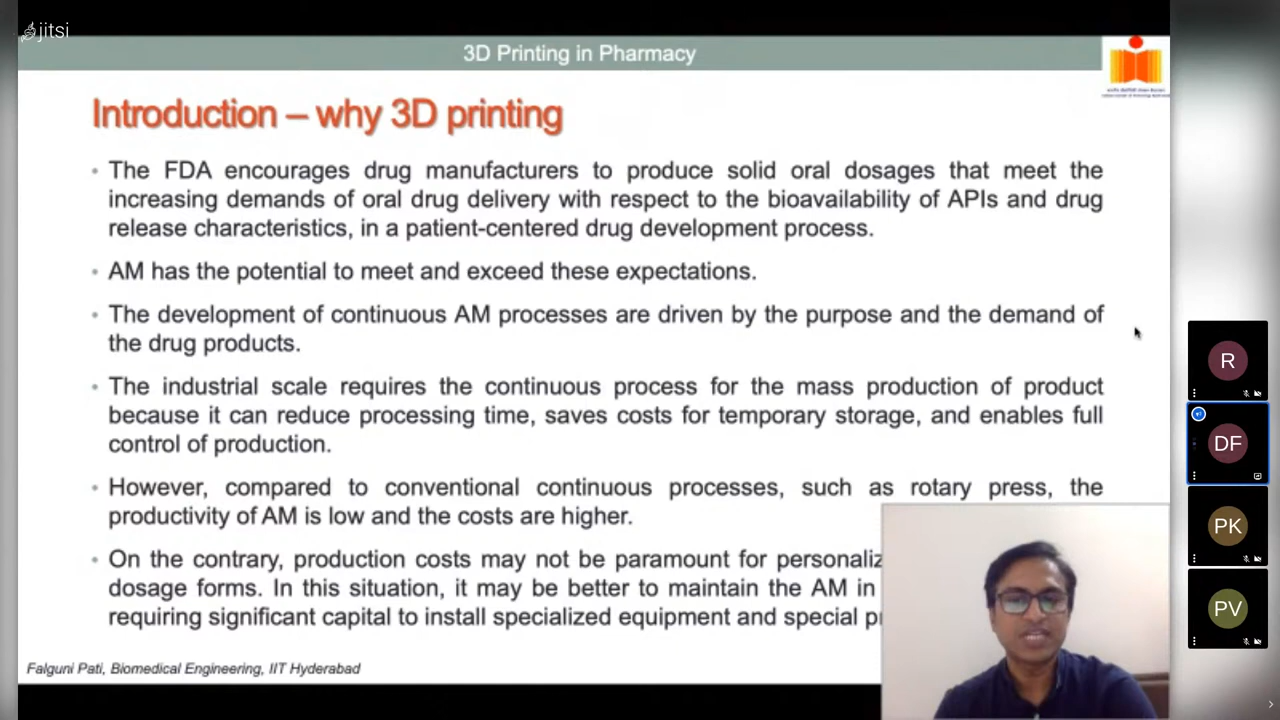 jitsi
3D Printing in Pharmacy
Introduction – why 3D printing
• The FDA encourages drug manufacturers to produce solid oral dosages that meet the
increasing demands of oral drug delivery with respect to the bioavailability of APIs and drug
release characteristics, in a patient-centered drug development process.
• AM has the potential to meet and exceed these expectations.
• The development of continuous AM processes are driven by the purpose and the demand of
the drug products.
• The industrial scale requires the continuous process for the mass production of product
because it can reduce processing time, saves costs for temporary storage, and enables full
control of production.
• However, compared to conventional continuous processes, such as rotary press, the
productivity of AM is low and the costs are higher.
• On the contrary, production costs may not be paramount for
dosage forms. In this situation, it may be better to maintain the AM in
requiring significant capital to install specialized equipment and special
Falguni Pati, Biomedical Engineering, IIT Hyderabad
R
DF
PK
PV